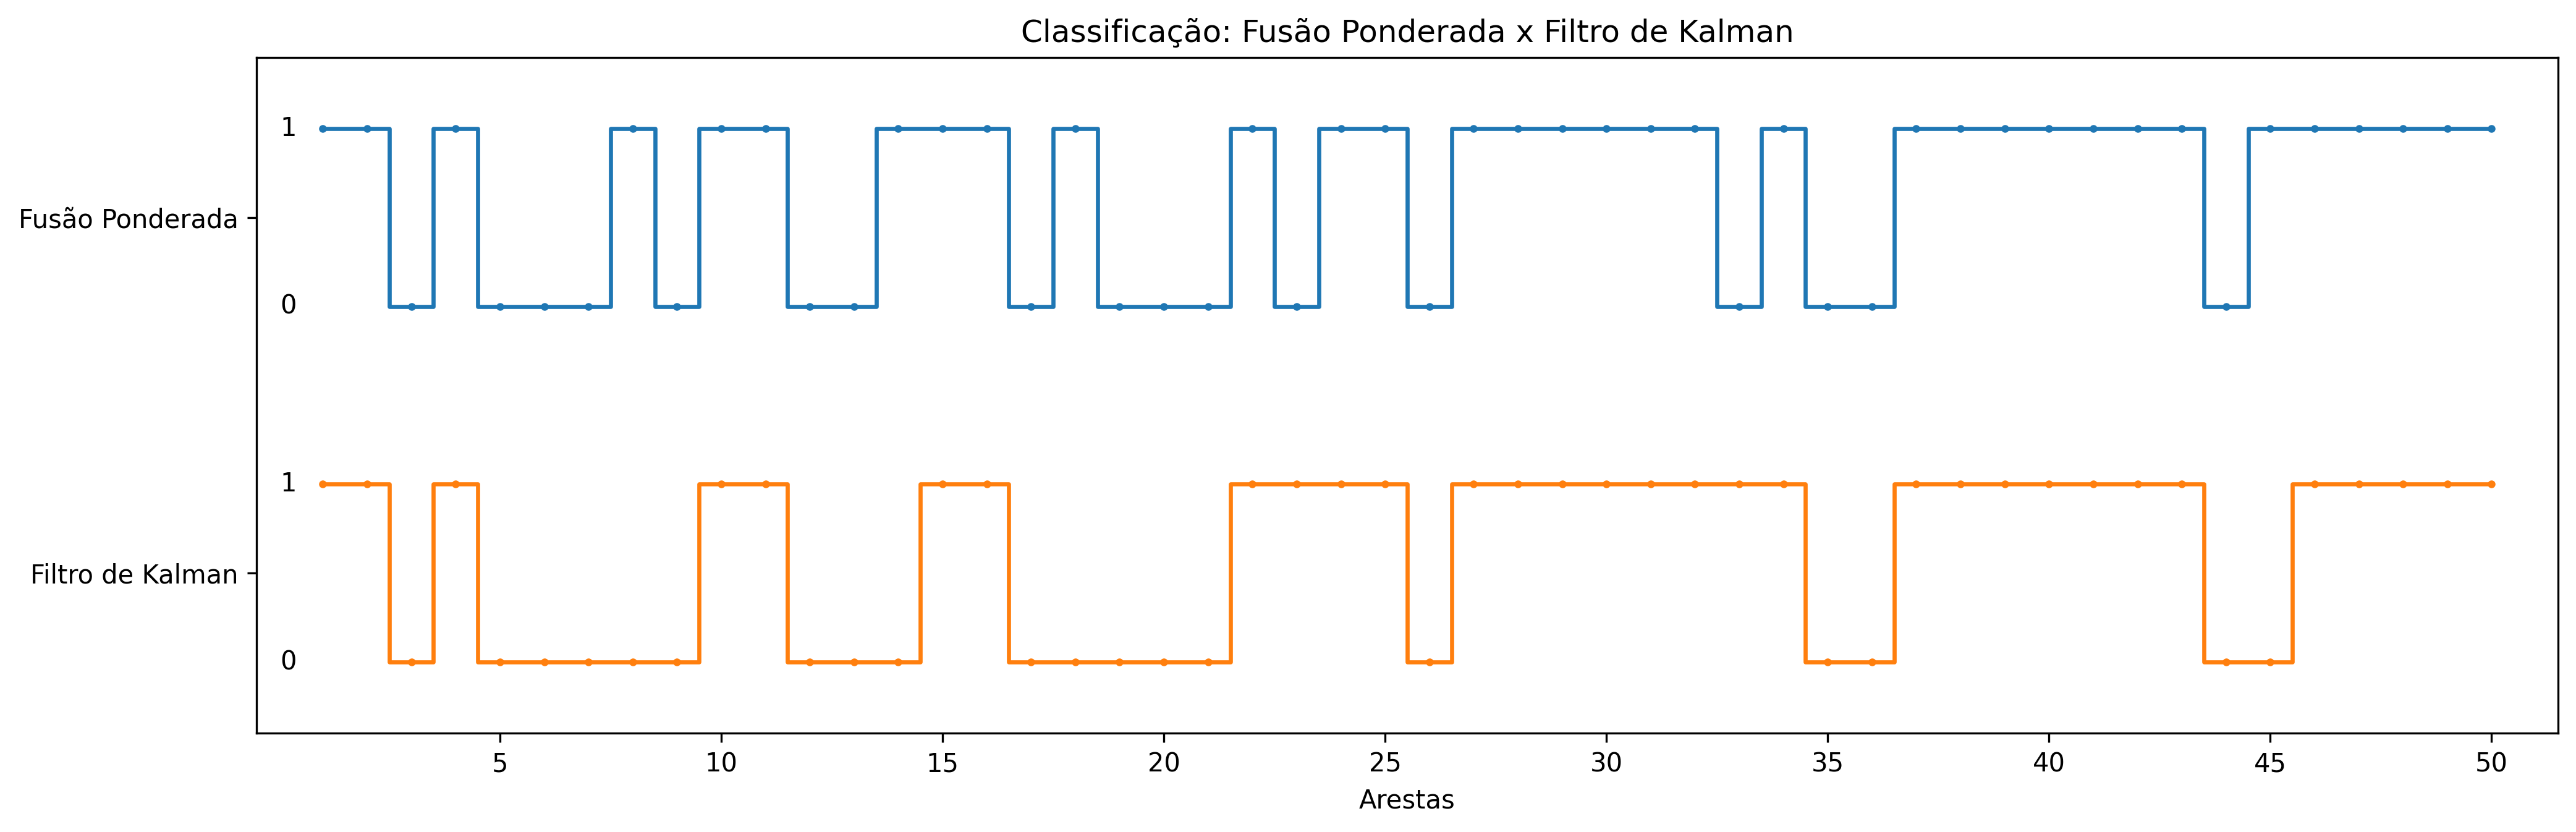 Classificação: Fusão Ponderada x Filtro de Kalman
1
Fusão Ponderada
0
1
Filtro de Kalman
0
5 10 15 20 25 30 35 40 45 50
Arestas